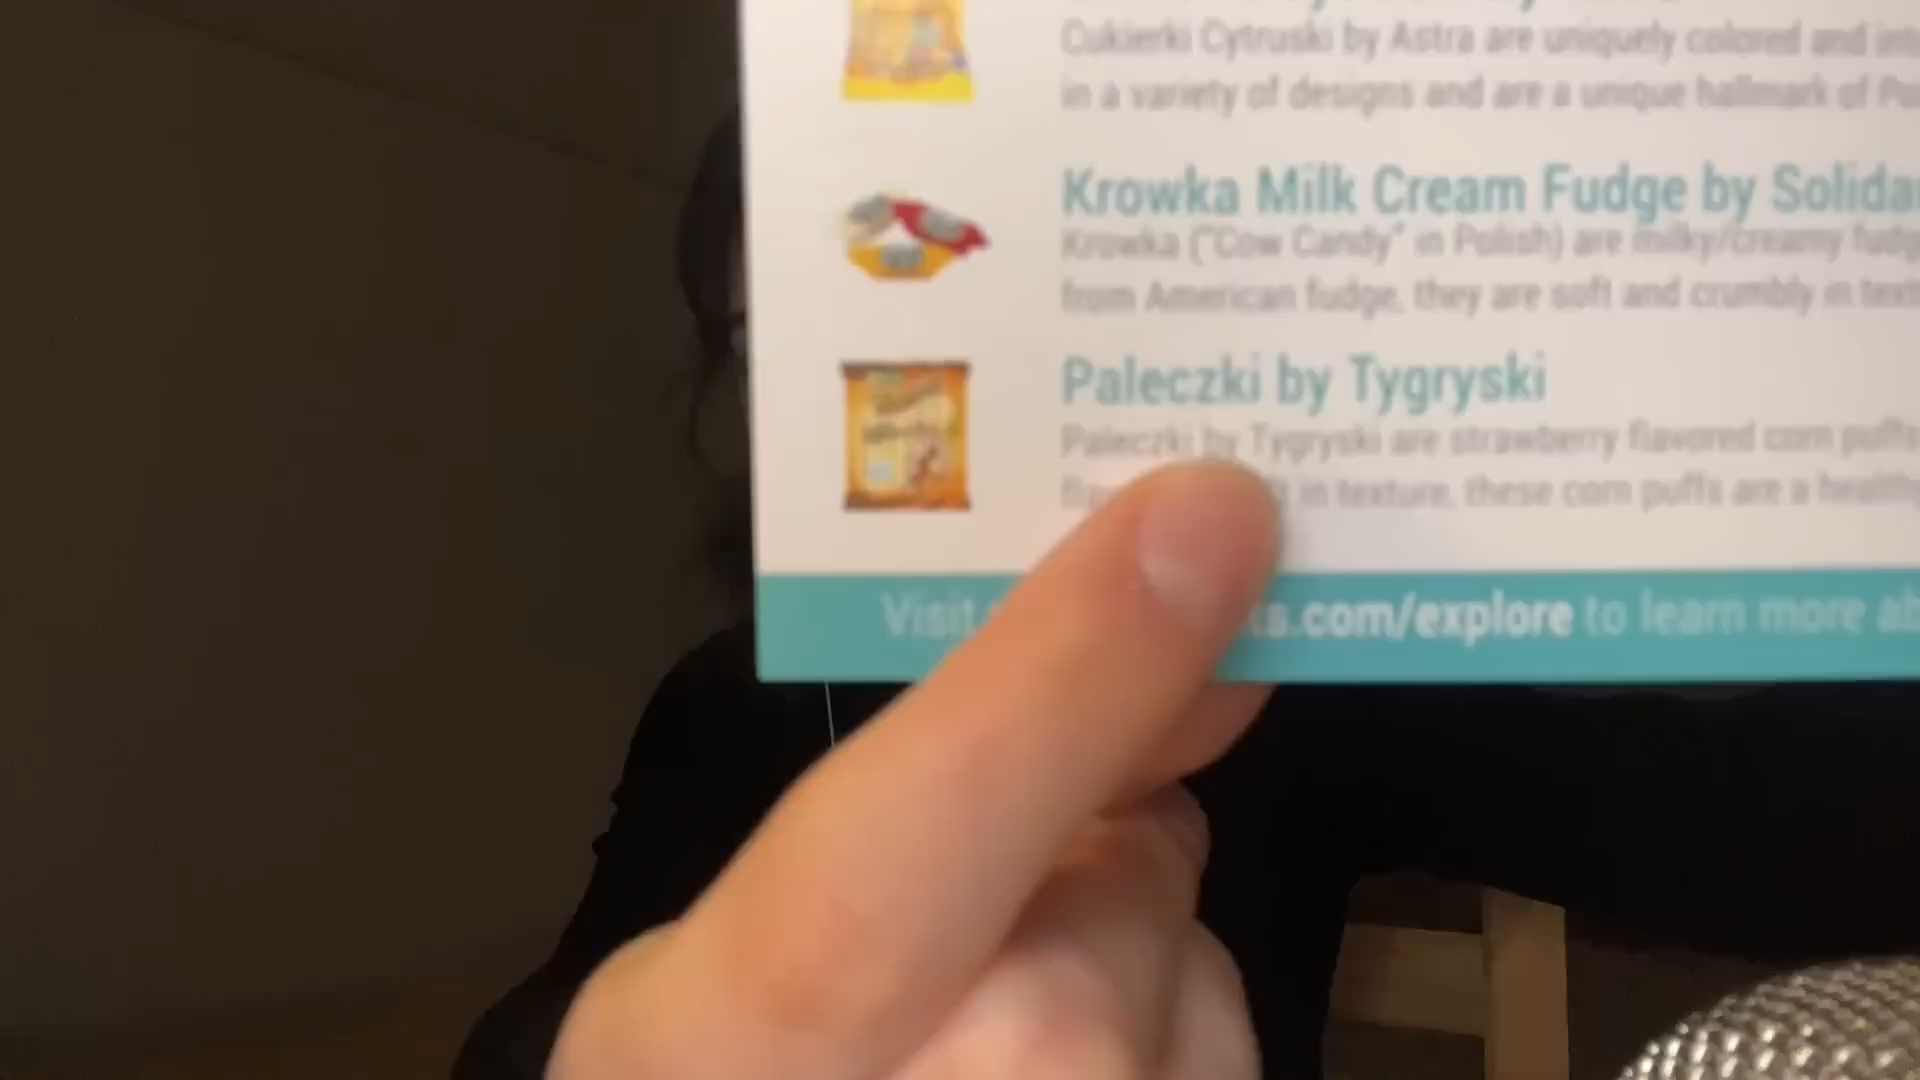 Cukierki Cytruski by Astra are uniquely colored and
in a variety of designs and are a unique hallmark of
Krowka Milk Cream Fudge by
Krowka ("Cow Candy" in Polish) are milky/creamy
from American fudge, they are soft and crumbly in
Paleczki by Tygryski
Paleczki by Tygryski are strawberry flavored corn puffs
in texture, these corn puffs are a
Visit ts.com/explore to learn more